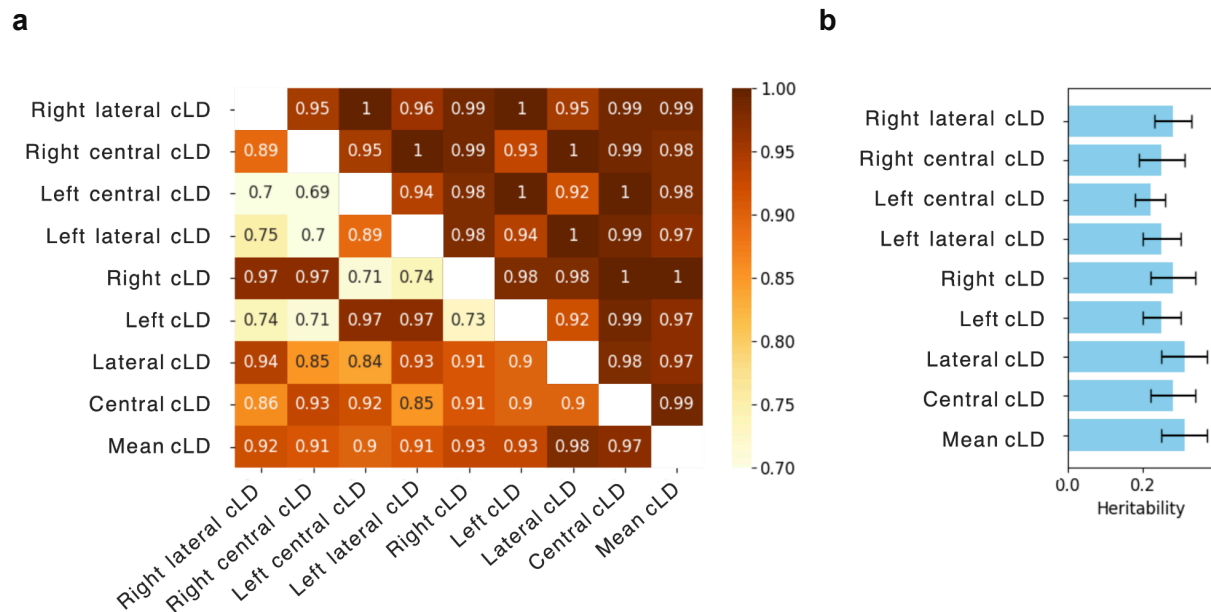 a
b
Right lateral cLD 0.95 1 0.96 0.99 1 0.95 0.99 0.99
Right central cLD 0.89 0.95 1 0.99 0.93 1 0.99 0.98
Left central cLD 0.7 0.69 0.94 0.98 1 0.92 1 0.98
Left lateral cLD 0.75 0.7 0.89 0.98 0.94 1 0.99 0.97
Right cLD 0.97 0.97 0.71 0.74 0.98 0.98 1 1
Left cLD 0.74 0.71 0.97 0.97 0.73 0.92 0.99 0.97
Lateral cLD 0.94 0.85 0.84 0.93 0.91 0.9 0.98 0.97
Central cLD 0.86 0.93 0.92 0.85 0.91 0.9 0.9 0.99
Mean cLD 0.92 0.91 0.9 0.91 0.93 0.93 0.98 0.97
Right lateral cLD
Right central cLD
Left central cLD
Left lateral cLD
Right cLD
Left cLD
Lateral cLD
Central cLD
Mean cLD
1.00
0.95
0.90
0.85
0.80
0.75
0.70
Right lateral cLD
Right central cLD
Left central cLD
Left lateral cLD
Right cLD
Left cLD
Lateral cLD
Central cLD
Mean cLD
0.0 0.2
Heritability